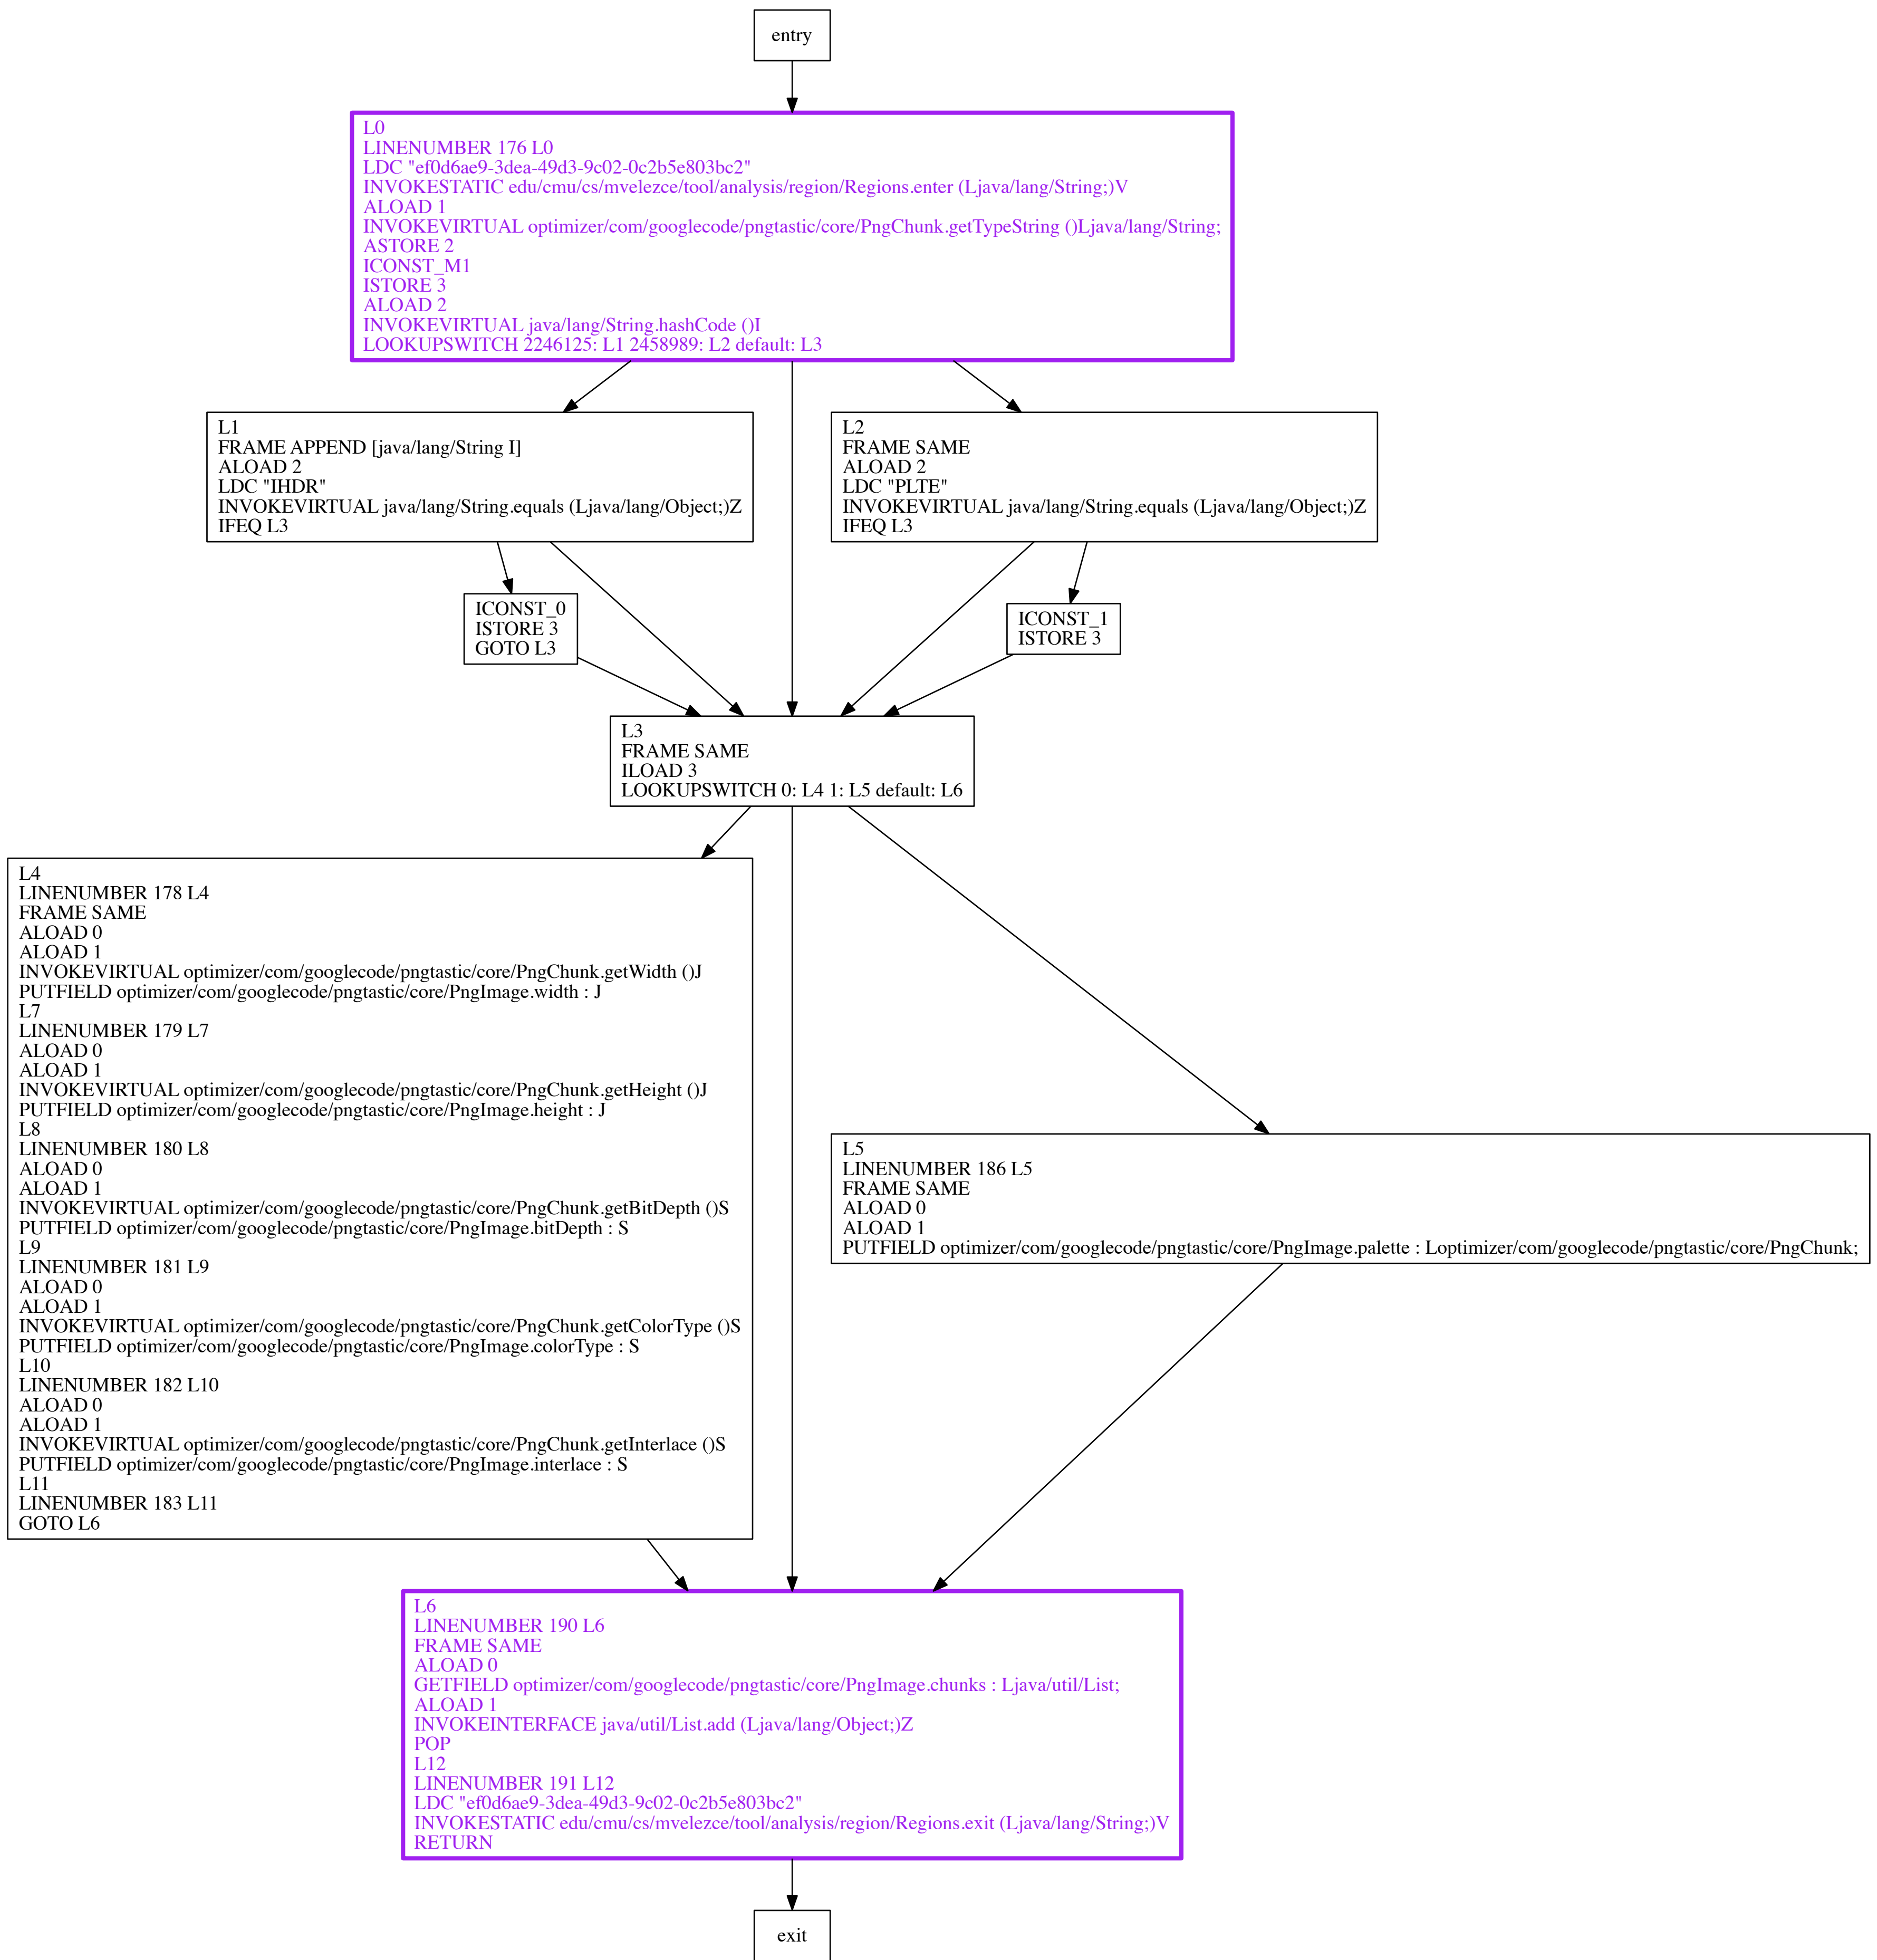 entry
L0
LINENUMBER 176 L0
LDC "ef0d6ae9-3dea-49d3-9c02-0c2b5e803bc2"
INVOKESTATIC edu/cmu/cs/mvelezce/tool/analysis/region/Regions.enter (Ljava/lang/String;)V
ALOAD 1
INVOKEVIRTUAL optimizer/com/googlecode/pngtastic/core/PngChunk.getTypeString ()Ljava/lang/String;
ASTORE 2
ICONST_M1
ISTORE 3
ALOAD 2
INVOKEVIRTUAL java/lang/String.hashCode ()I
LOOKUPSWITCH 2246125: L1 2458989: L2 default: L3
L1
FRAME APPEND [java/lang/String I]
ALOAD 2
LDC "IHDR"
INVOKEVIRTUAL java/lang/String.equals (Ljava/lang/Object;)Z
IFEQ L3
L2
FRAME SAME
ALOAD 2
LDC "PLTE"
INVOKEVIRTUAL java/lang/String.equals (Ljava/lang/Object;)Z
IFEQ L3
ICONST_0
ISTORE 3
GOTO L3
ICONST_1
ISTORE 3
L3
FRAME SAME
ILOAD 3
LOOKUPSWITCH 0: L4 1: L5 default: L6
L4
LINENUMBER 178 L4
FRAME SAME
ALOAD 0
ALOAD 1
INVOKEVIRTUAL optimizer/com/googlecode/pngtastic/core/PngChunk.getWidth ()J
PUTFIELD optimizer/com/googlecode/pngtastic/core/PngImage.width : J
L7
LINENUMBER 179 L7
ALOAD 0
ALOAD 1
INVOKEVIRTUAL optimizer/com/googlecode/pngtastic/core/PngChunk.getHeight ()J
PUTFIELD optimizer/com/googlecode/pngtastic/core/PngImage.height : J
L8
LINENUMBER 180 L8
ALOAD 0
ALOAD 1
INVOKEVIRTUAL optimizer/com/googlecode/pngtastic/core/PngChunk.getBitDepth ()S
PUTFIELD optimizer/com/googlecode/pngtastic/core/PngImage.bitDepth : S
L9
LINENUMBER 181 L9
ALOAD 0
ALOAD 1
INVOKEVIRTUAL optimizer/com/googlecode/pngtastic/core/PngChunk.getColorType ()S
PUTFIELD optimizer/com/googlecode/pngtastic/core/PngImage.colorType : S
L10
LINENUMBER 182 L10
ALOAD 0
ALOAD 1
INVOKEVIRTUAL optimizer/com/googlecode/pngtastic/core/PngChunk.getInterlace ()S
PUTFIELD optimizer/com/googlecode/pngtastic/core/PngImage.interlace : S
L11
LINENUMBER 183 L11
GOTO L6
L5
LINENUMBER 186 L5
FRAME SAME
ALOAD 0
ALOAD 1
PUTFIELD optimizer/com/googlecode/pngtastic/core/PngImage.palette : Loptimizer/com/googlecode/pngtastic/core/PngChunk;
L6
LINENUMBER 190 L6
FRAME SAME
ALOAD 0
GETFIELD optimizer/com/googlecode/pngtastic/core/PngImage.chunks : Ljava/util/List;
ALOAD 1
INVOKEINTERFACE java/util/List.add (Ljava/lang/Object;)Z
POP
L12
LINENUMBER 191 L12
LDC "ef0d6ae9-3dea-49d3-9c02-0c2b5e803bc2"
INVOKESTATIC edu/cmu/cs/mvelezce/tool/analysis/region/Regions.exit (Ljava/lang/String;)V
RETURN
exit